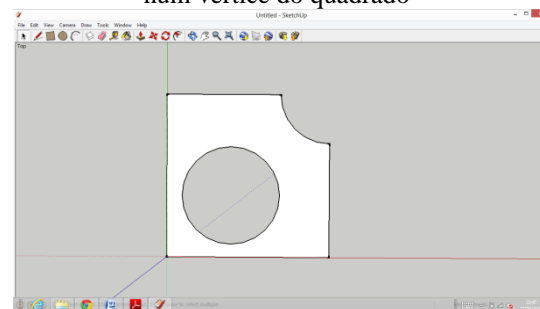 num vértice do quadrado
Untitled - SketchUp
File Edit View Camera Draw Tools Window Help
Top